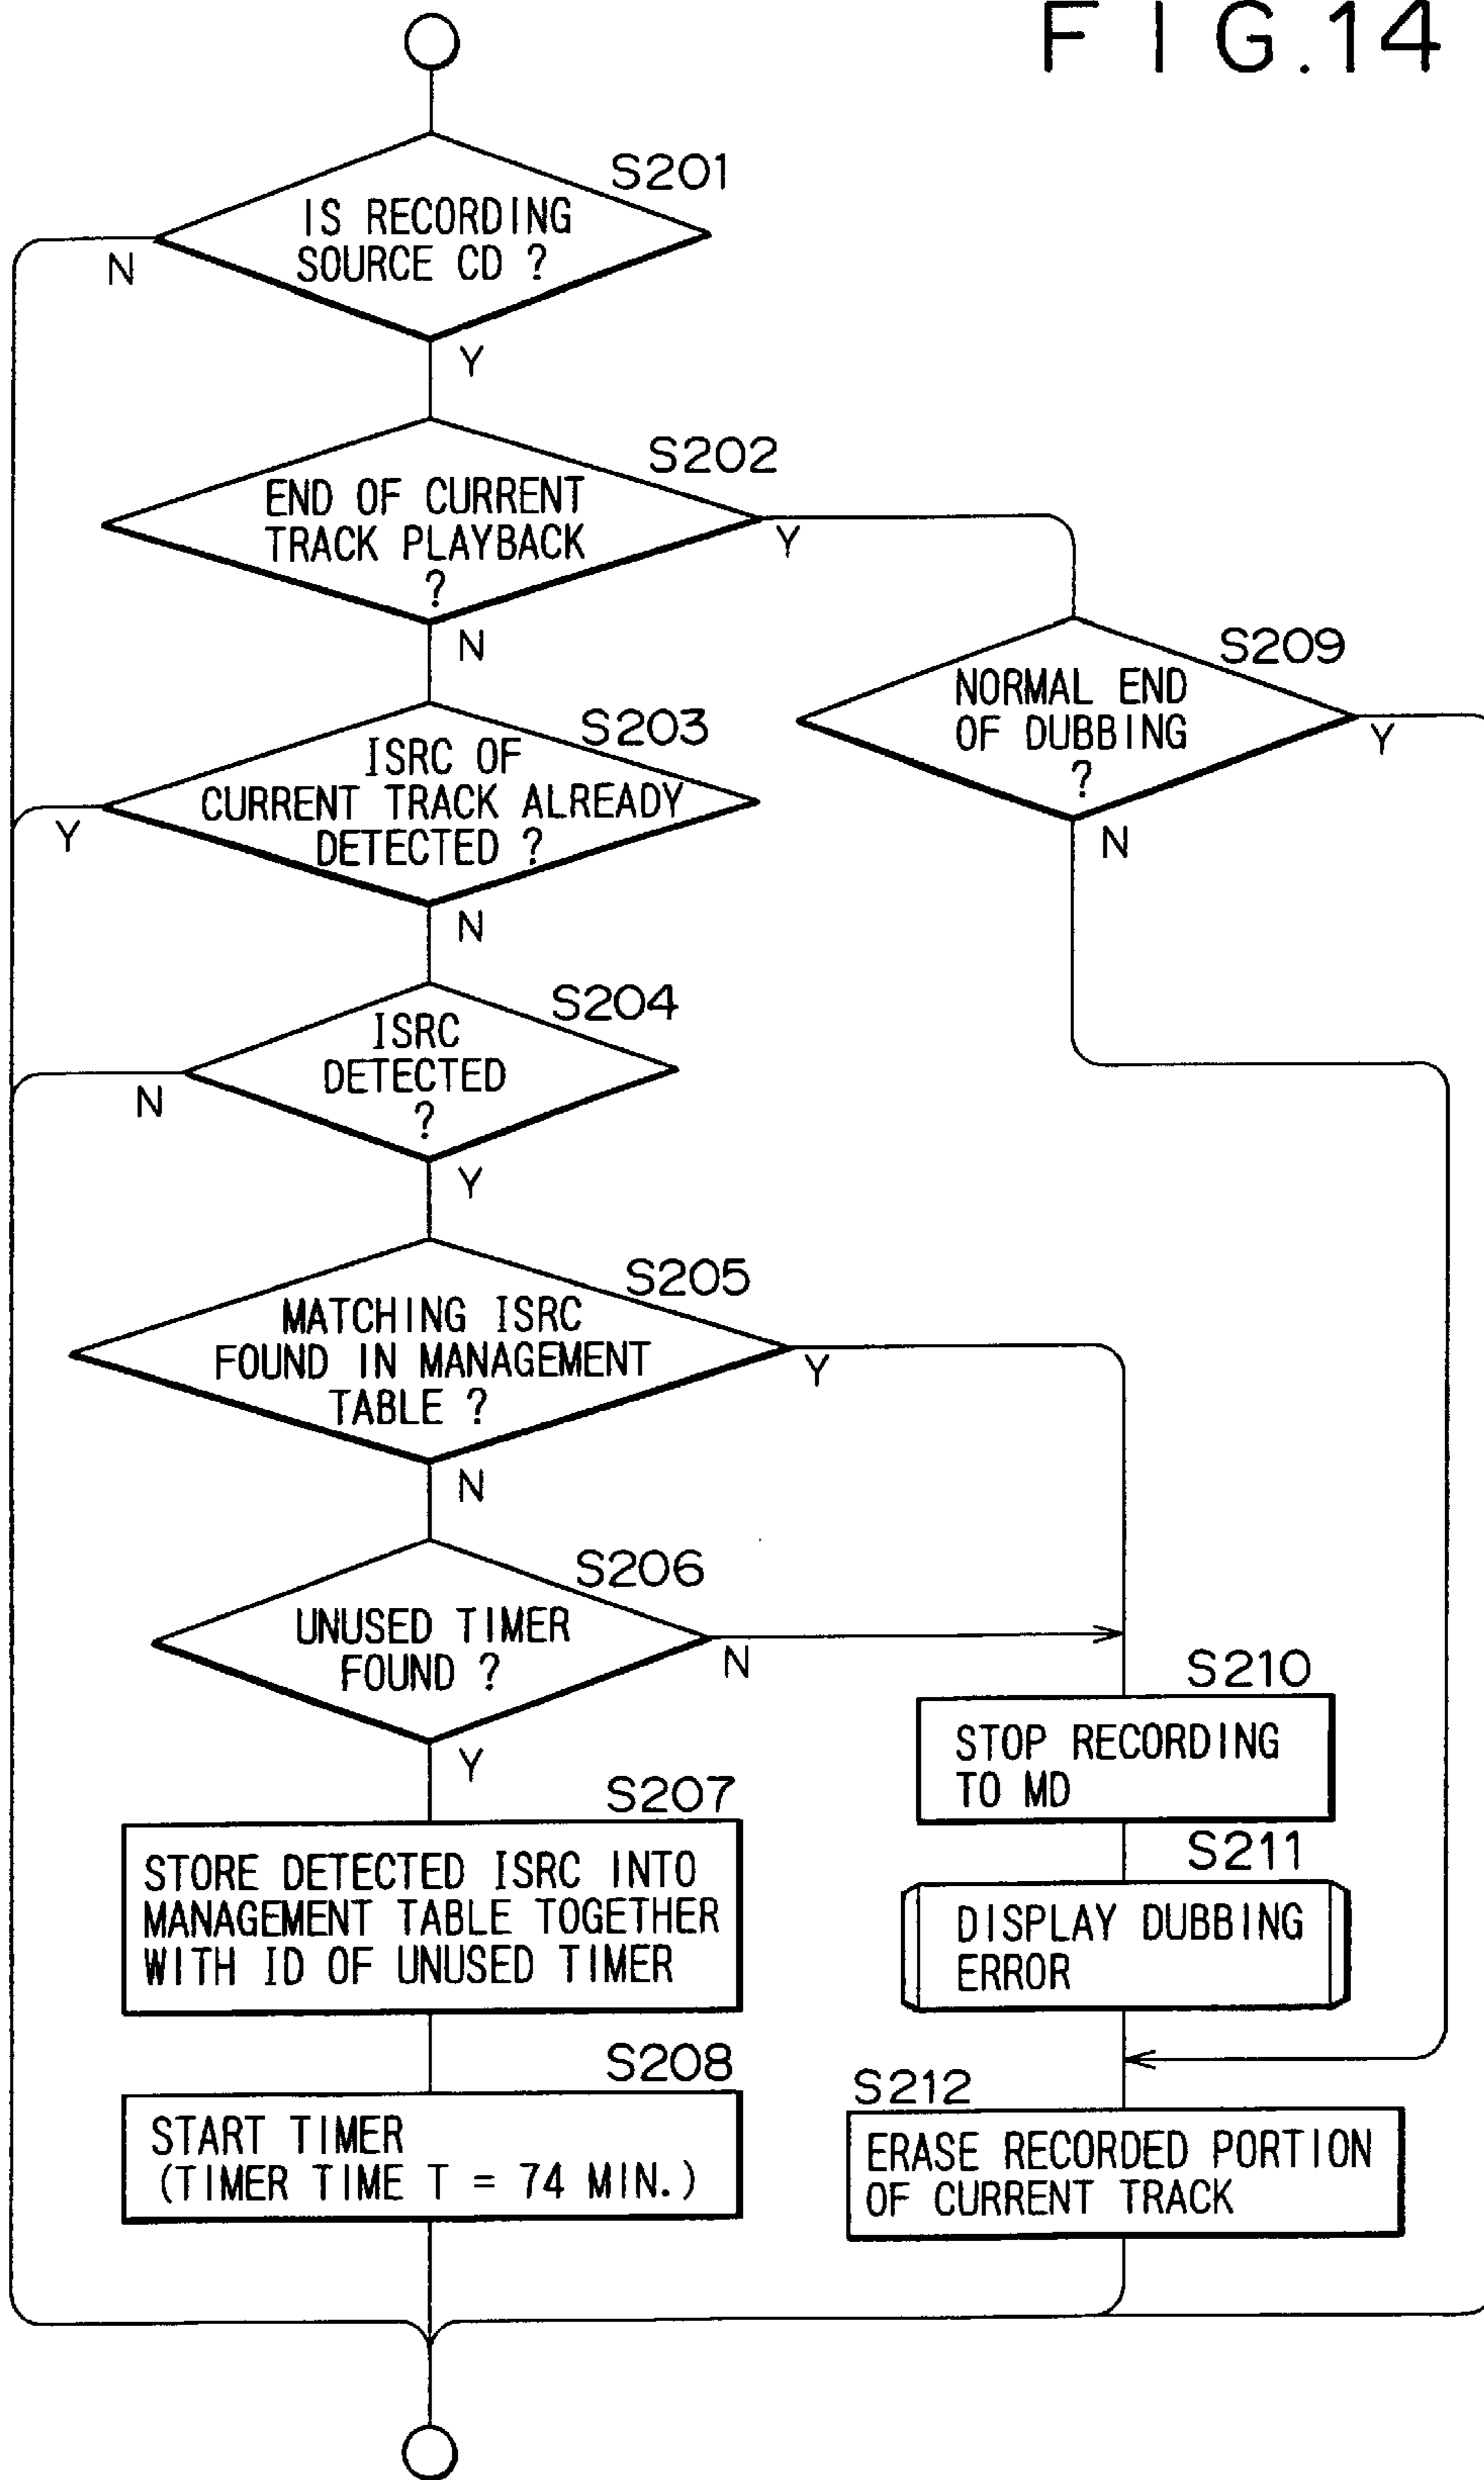 FIG.14
S201
IS RECORDING
SOURCE CD ?
N
Y
S202
END OF CURRENT
TRACK PLAYBACK
?
Y
N
S209
NORMAL END
OF DUBBING
?
Y
N
S203
ISRC OF
CURRENT TRACK ALREADY
DETECTED ?
Y
N
S204
ISRC
DETECTED
?
N
Y
S205
MATCHING ISRC
FOUND IN MANAGEMENT
TABLE ?
Y
N
S206
UNUSED TIMER
FOUND ?
N
Y
S210
STOP RECORDING
TO MD
S207
STORE DETECTED ISRC INTO
MANAGEMENT TABLE TOGETHER
WITH ID OF UNUSED TIMER
S211
DISPLAY DUBBING
ERROR
S208
START TIMER
(TIMER TIME T = 74 MIN.)
S212
ERASE RECORDED PORTION
OF CURRENT TRACK